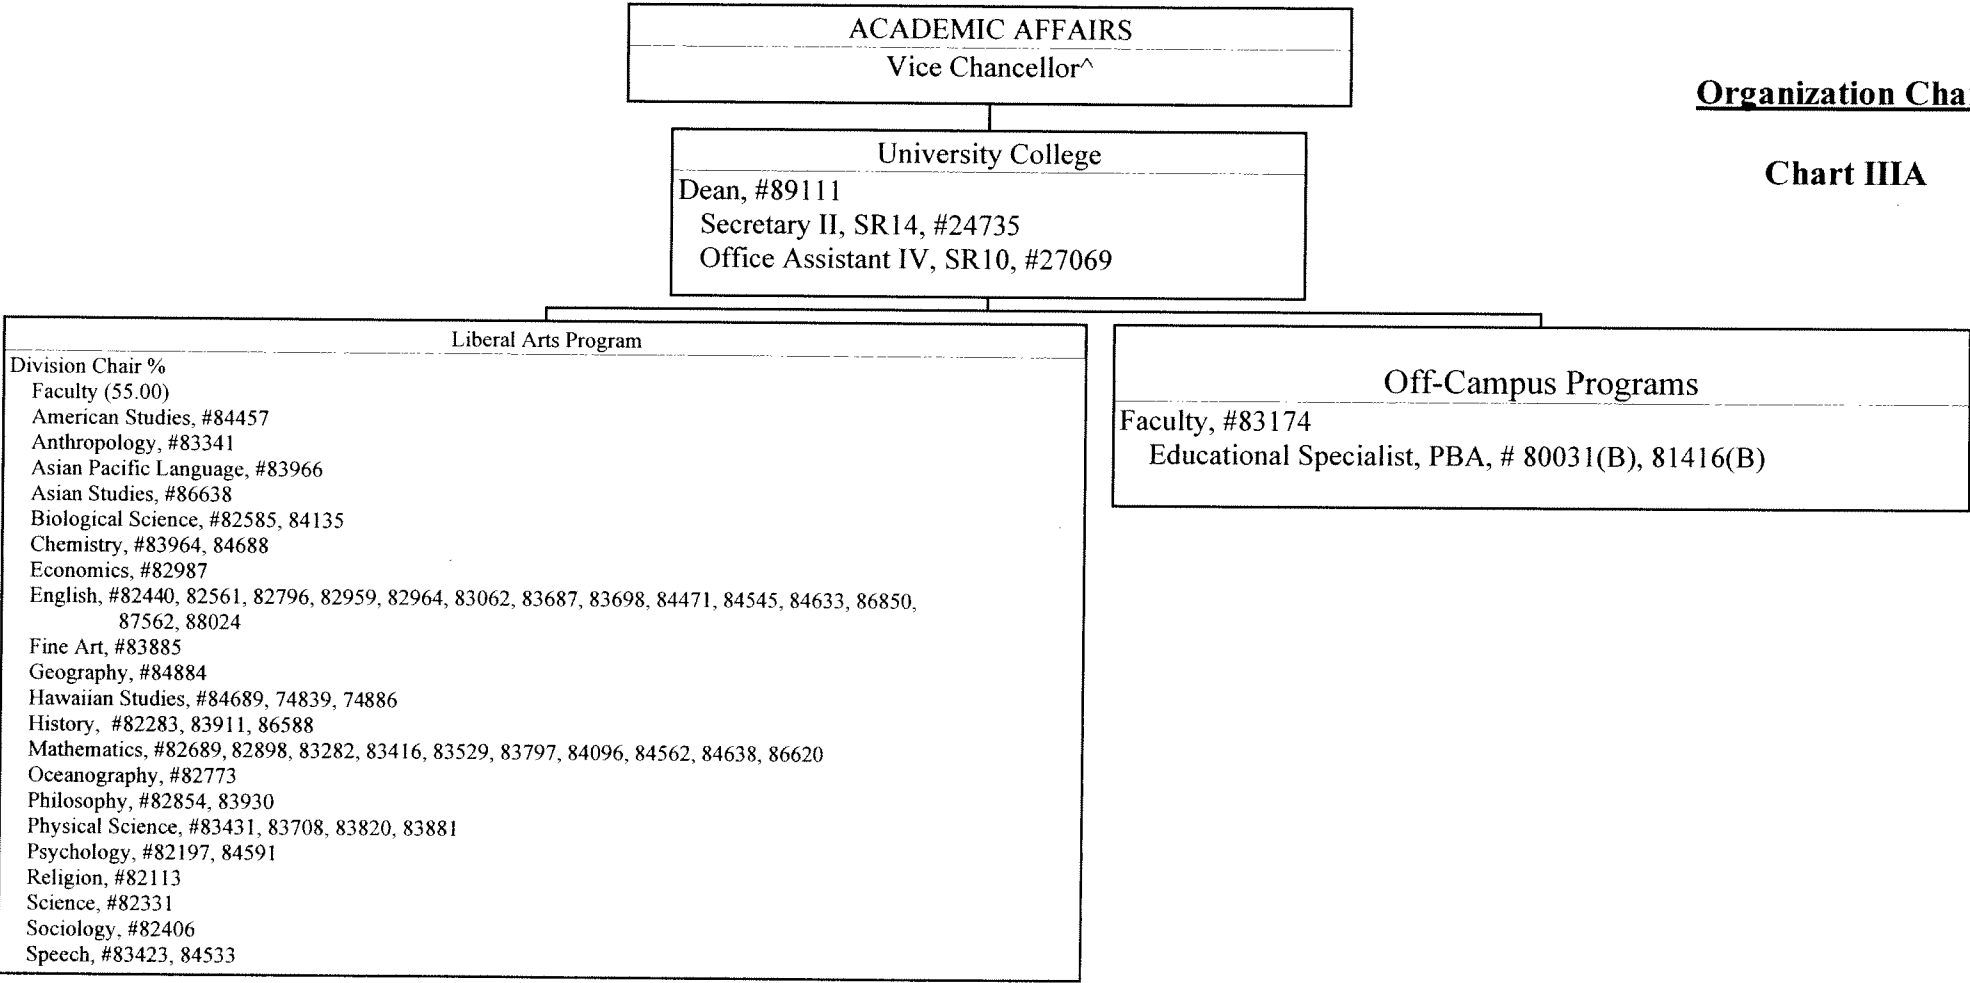 ACADEMIC AFFAIRS
Vice Chancellor^
Organization Cha
Chart IIIA
University College
Dean, #89111
Secretary II, SR14, #24735
Office Assistant IV, SR10, #27069
Liberal Arts Program
Division Chair %
Faculty (55.00)
American Studies, #84457
Anthropology, #83341
Asian Pacific Language, #83966
Asian Studies, #86638
Biological Science, #82585, 84135
Chemistry, #83964, 84688
Economics, #82987
English, #82440, 82561, 82796, 82959, 82964, 83062, 83687, 83698, 84471, 84545, 84633, 86850,
87562, 88024
Fine Art, #83885
Geography, #84884
Hawaiian Studies, #84689, 74839, 74886
History, #82283, 83911, 86588
Mathematics, #82689, 82898, 83282, 83416, 83529, 83797, 84096, 84562, 84638, 86620
Oceanography, #82773
Philosophy, #82854, 83930
Physical Science, #83431, 83708, 83820, 83881
Psychology, #82197, 84591
Religion, #82113
Science, #82331
Sociology, #82406
Speech, #83423, 84533
Off-Campus Programs
Faculty, #83174
Educational Specialist, PBA, # 80031(B), 81416(B)